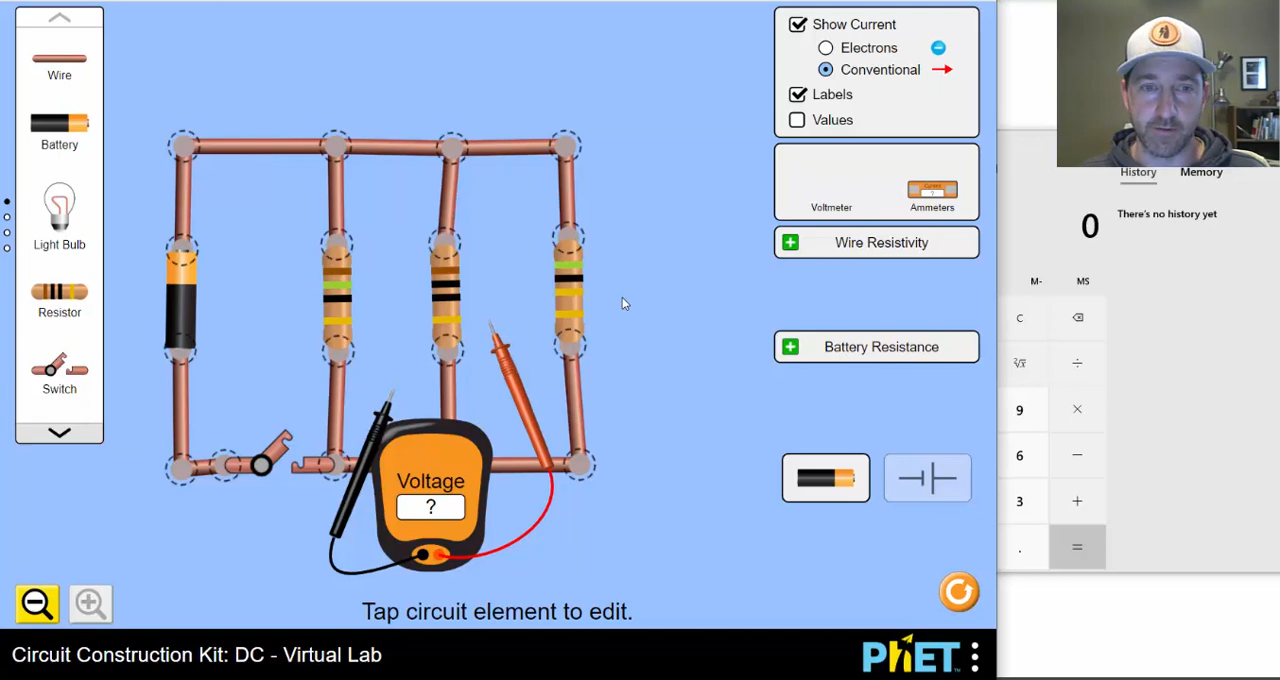 Wire
Battery
Light Bulb
Resistor
Switch
Show Current
Electrons
Conventional
Labels
Values
Voltmeter
Current
?
Ammeters
+ Wire Resistivity
+ Battery Resistance
Voltage
?
Tap circuit element to edit.
Circuit Construction Kit: DC - Virtual Lab
PhET
History Memory
0
There's no history yet
M- MS
C
²√x ÷
9 ×
6 −
3 +
. =